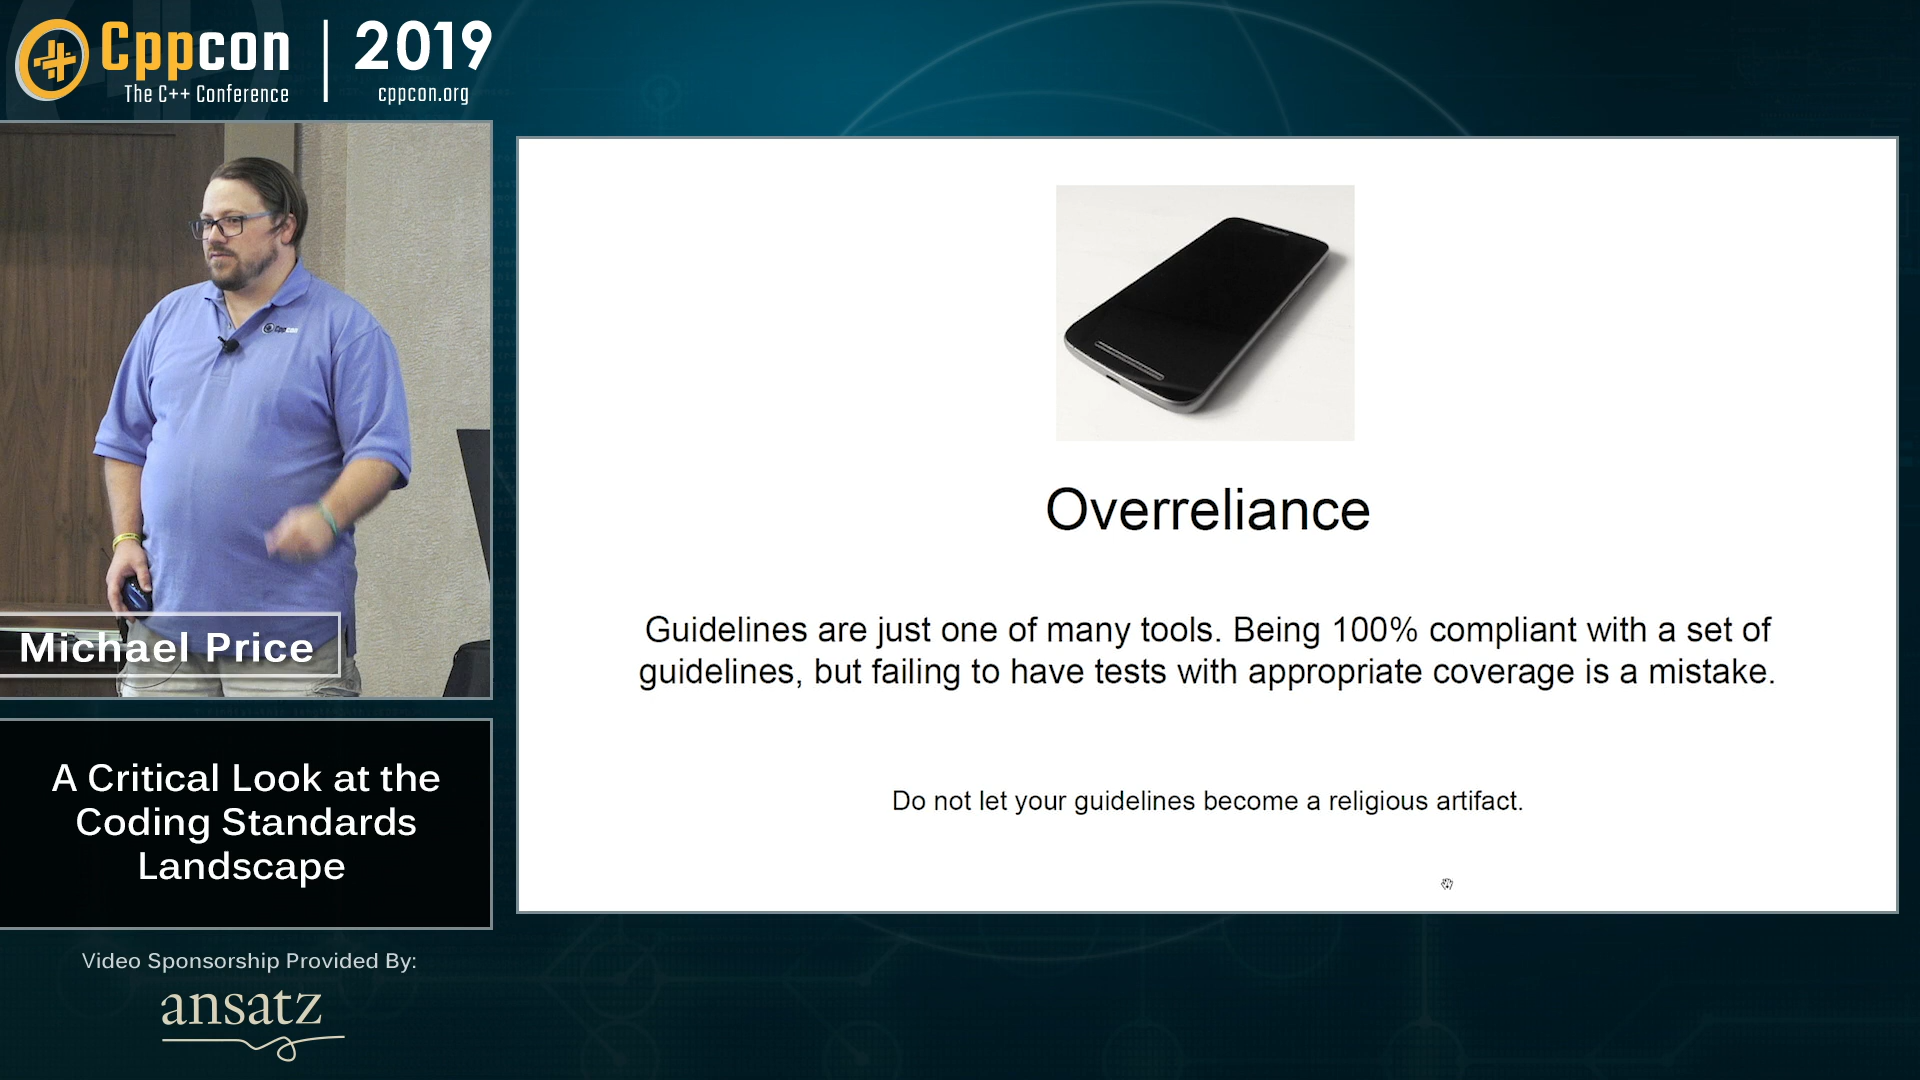 Cppcon
The C++ Conference
2019
cppcon.org
Cppcon
Michael Price
A Critical Look at the
Coding Standards
Landscape
Video Sponsorship Provided By:
ansatz
Overreliance
Guidelines are just one of many tools. Being 100% compliant with a set of
guidelines, but failing to have tests with appropriate coverage is a mistake.
Do not let your guidelines become a religious artifact.